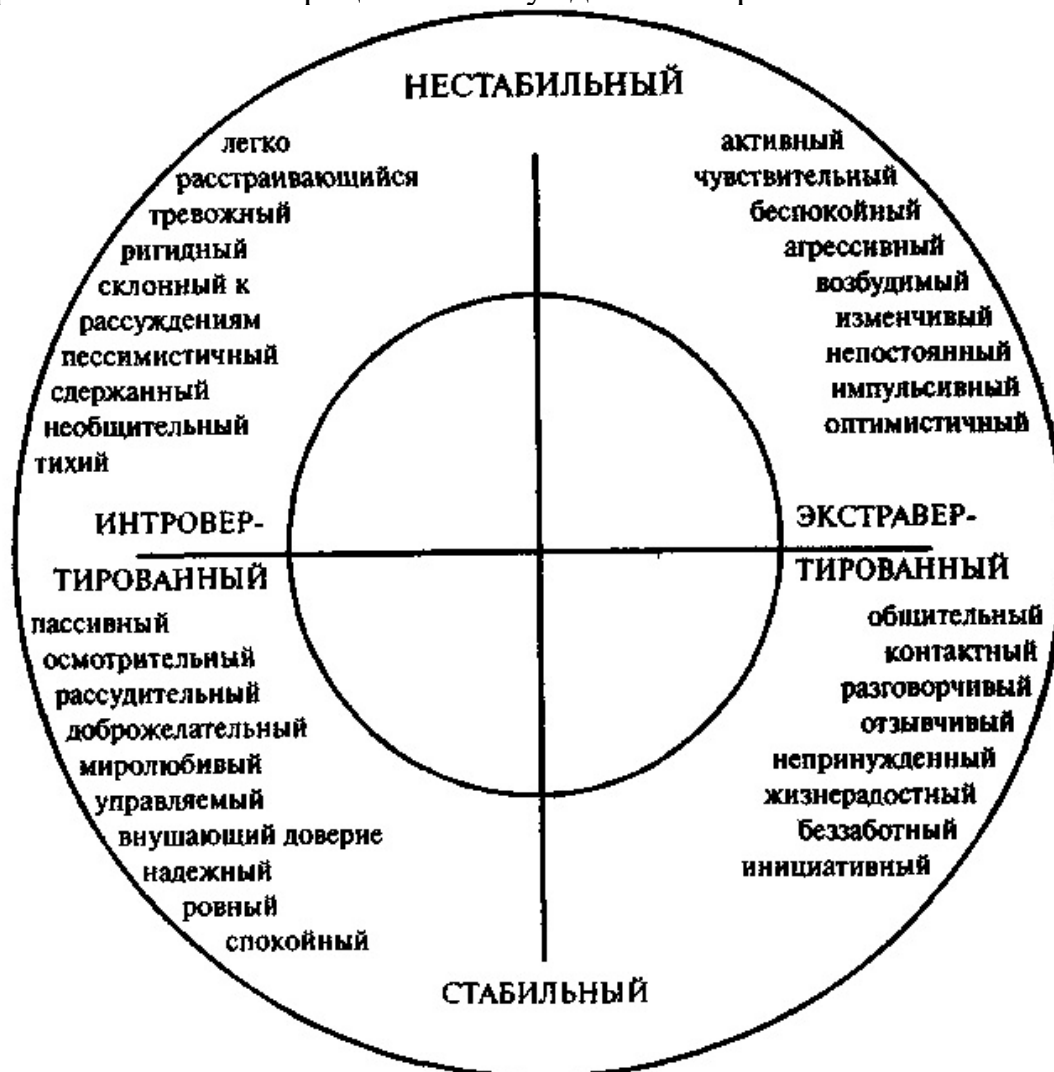 НЕСТАБИЛЬНЫЙ
легко
расстраивающийся
тревожный
ригидный
склонный к
рассуждениям
пессимистичный
сдержанный
необщительный
тихий
активный
чувствительный
беспокойный
агрессивный
возбудимый
изменчивый
непостоянный
импульсивный
оптимистичный
ИНТРОВЕР-
ТИРОВАННЫЙ
ЭКСТРАВЕР-
ТИРОВАННЫЙ
пассивный
осмотрительный
рассудительный
доброжелательный
миролюбивый
управляемый
внушающий доверие
надежный
ровный
спокойный
общительный
контактный
разговорчивый
отзывчивый
непринужденный
жизнерадостный
беззаботный
инициативный
СТАБИЛЬНЫЙ